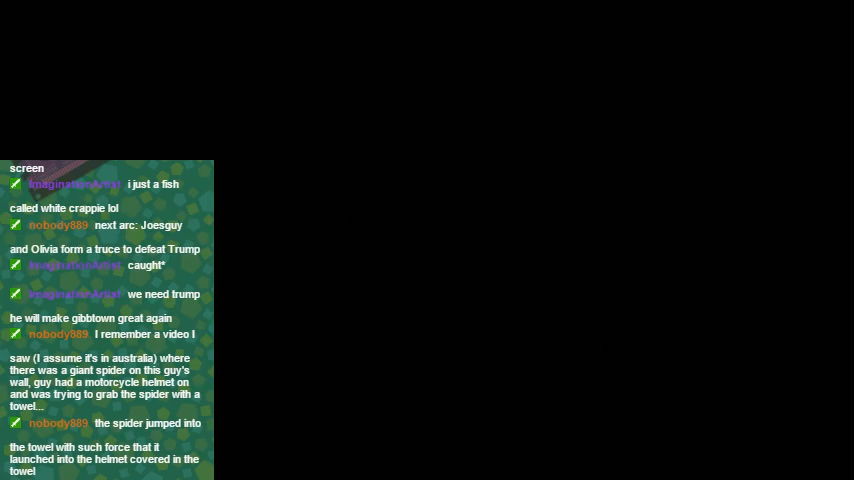 screen
ImaginationArtist i just a fish
called white crappie lol
nobody889 next arc: Joesguy
and Olivia form a truce to defeat Trump
ImaginationArtist caught*
ImaginationArtist we need trump
he will make gibbtown great again
nobody889 I remember a video I
saw (I assume it's in australia) where
there was a giant spider on this guy's
wall, guy had a motorcycle helmet on
and was trying to grab the spider with a
towel...
nobody889 the spider jumped into
the towel with such force that it
launched into the helmet covered in the
towel